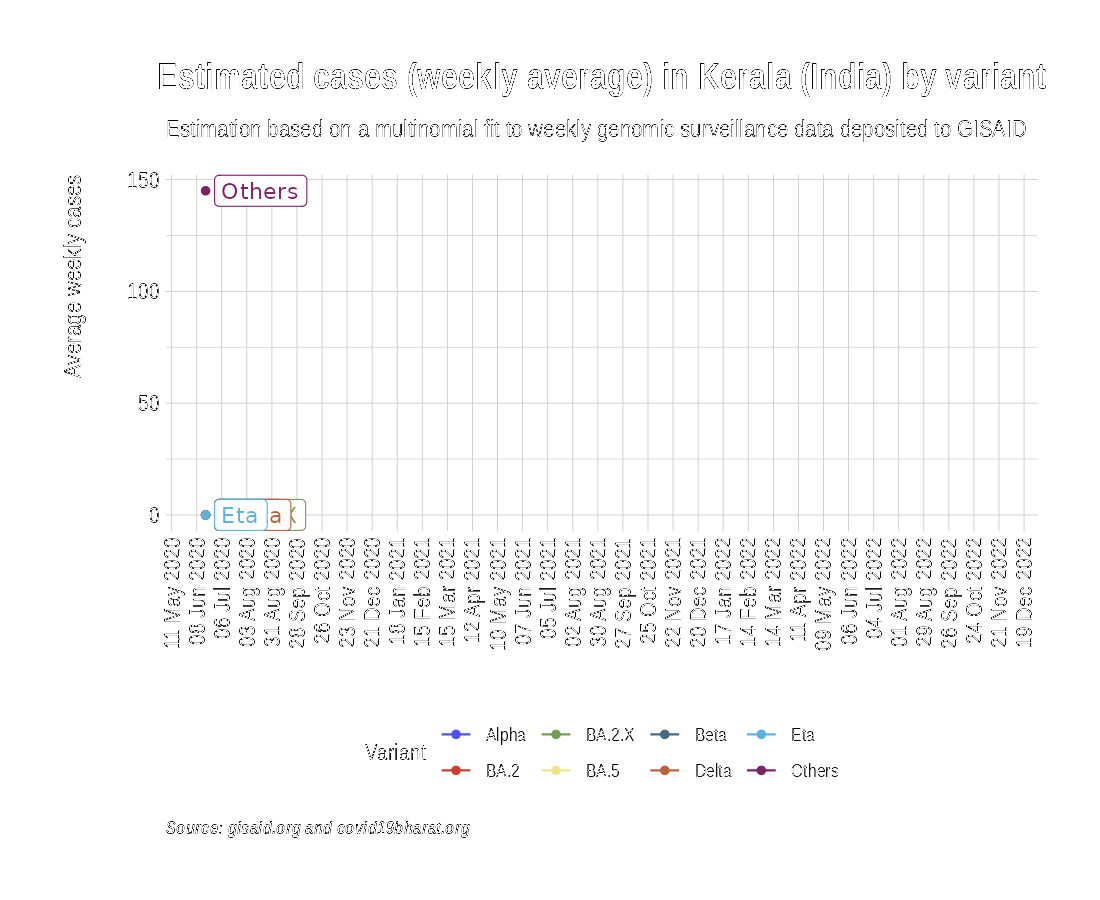 Estimated cases (weekly average) in Kerala (India) by variant
Estimation based on a multinomial fit to weekly genomic surveillance data deposited to GISAID
Average weekly cases
150
100
50
0
Others
Eta
a
X
11 May 2020
08 Jun 2020
06 Jul 2020
03 Aug 2020
31 Aug 2020
28 Sep 2020
26 Oct 2020
23 Nov 2020
21 Dec 2020
18 Jan 2021
15 Feb 2021
15 Mar 2021
12 Apr 2021
10 May 2021
07 Jun 2021
05 Jul 2021
02 Aug 2021
30 Aug 2021
27 Sep 2021
25 Oct 2021
22 Nov 2021
20 Dec 2021
17 Jan 2022
14 Feb 2022
14 Mar 2022
11 Apr 2022
09 May 2022
06 Jun 2022
04 Jul 2022
01 Aug 2022
29 Aug 2022
26 Sep 2022
24 Oct 2022
21 Nov 2022
19 Dec 2022
Variant
Alpha BA.2.X Beta Eta
BA.2 BA.5 Delta Others
Source: gisaid.org and covid19bharat.org